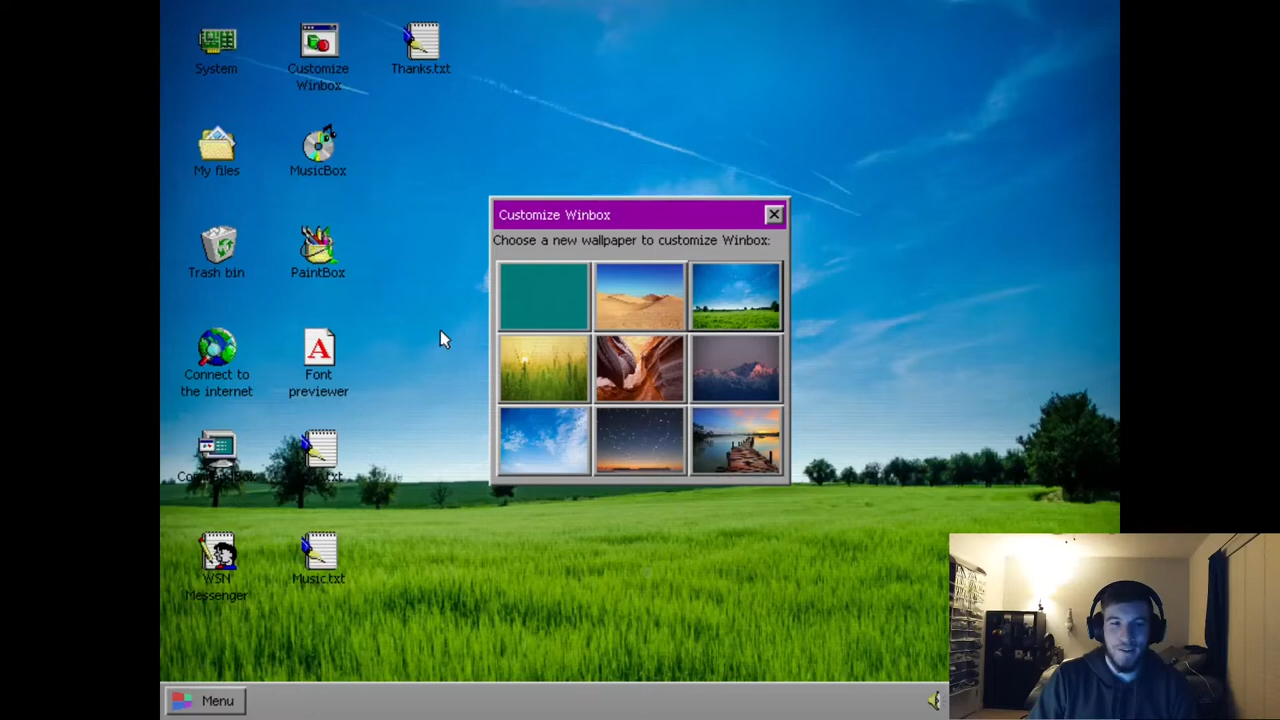 System
Customize
Winbox
Thanks.txt
My files
MusicBox
Trash bin
PaintBox
Connect to
the internet
Font
previewer
.txt
WSN
Messenger
Music.txt
Customize Winbox
Choose a new wallpaper to customize Winbox:
Menu